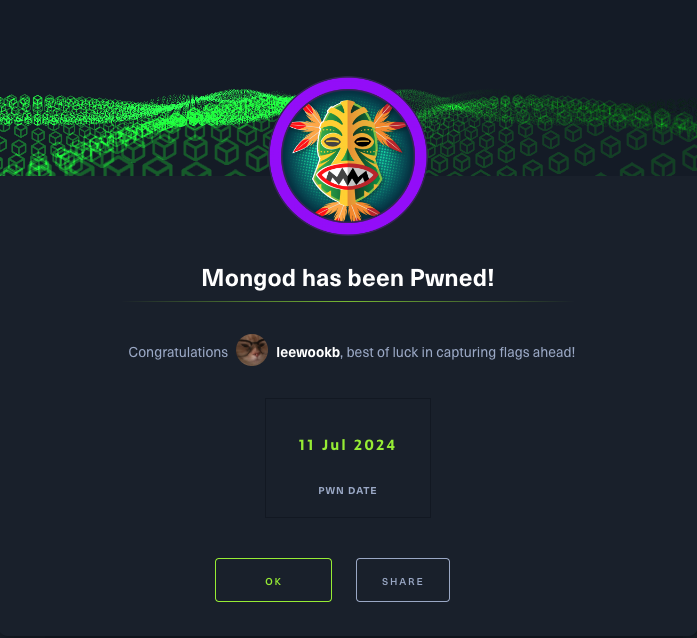 Mongod has been Pwned!
Congratulations leewookb, best of luck in capturing flags ahead!
11 Jul 2024
PWN DATE
OK
SHARE